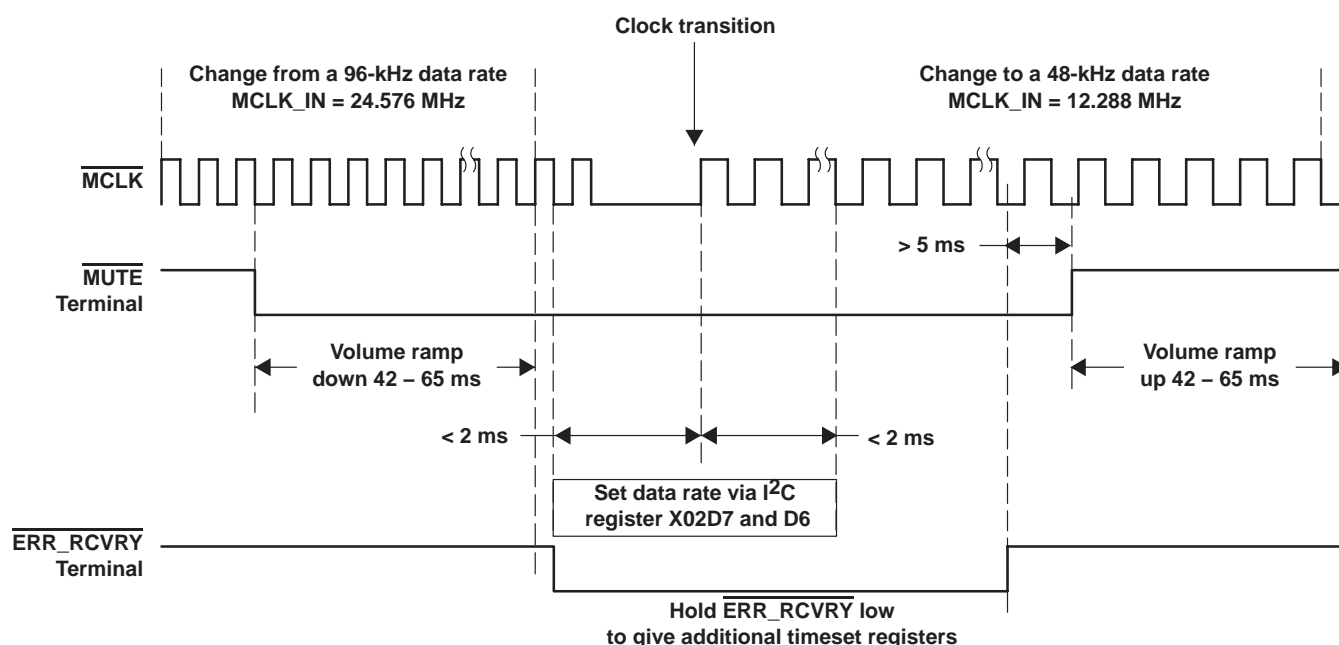 Clock transition
Change from a 96-kHz data rate
MCLK_IN = 24.576 MHz
Change to a 48-kHz data rate
MCLK_IN = 12.288 MHz
MCLK
> 5 ms
MUTE
Terminal
Volume ramp
down 42 – 65 ms
Volume ramp
up 42 – 65 ms
< 2 ms
< 2 ms
Set data rate via I2C
register X02D7 and D6
ERR_RCVRY
Terminal
Hold ERR_RCVRY low
to give additional timeset registers